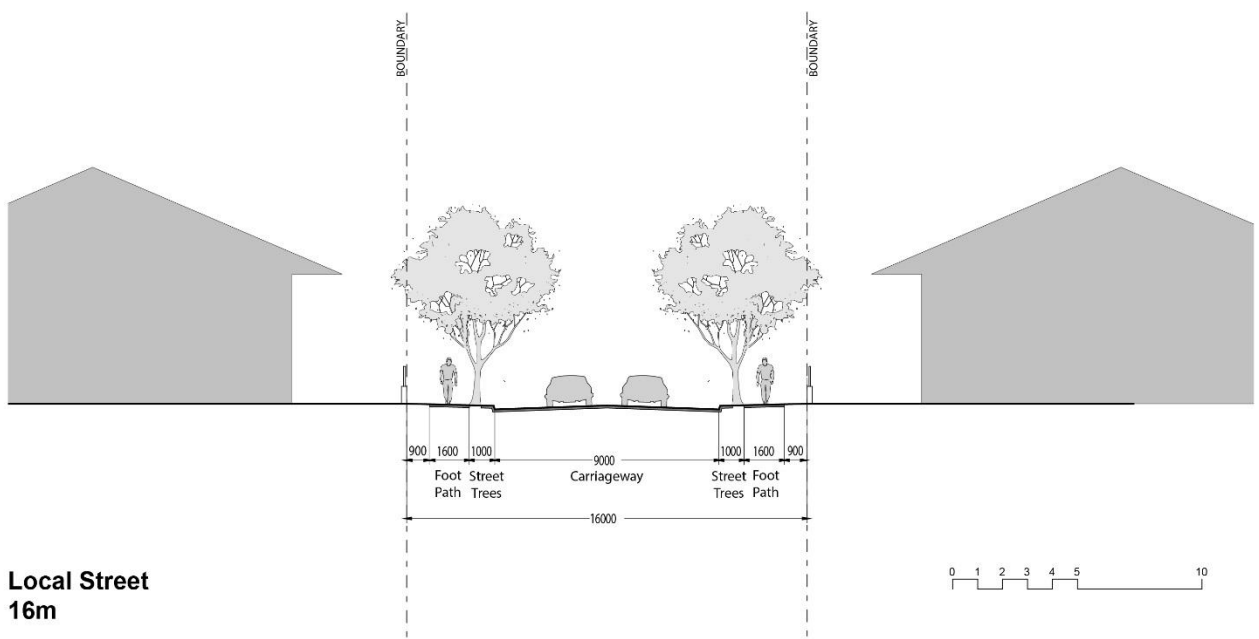 BOUNDARY
BOUNDARY
900 1600 1000 9000 1000 1600 900
Foot Street Carriageway Street Foot
Path Trees Trees Path
16000
Local Street
16m
0 1 2 3 4 5 10